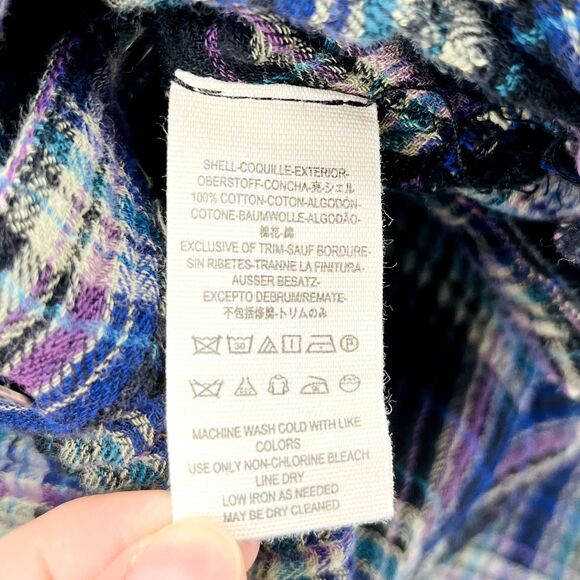 SHELL-COQUILLE-EXTERIOR-
OBERSTOFF-CONCHA-売-シェル
100% COTTON-COTON-ALGODÓN-
COTONE-BAUMWOLLE-ALGODÃO-
棉花-綿
EXCLUSIVE OF TRIM-SAUF BORDURE-
SIN RIBETES-TRANNE LA FINITURA-
AUSSER BESATZ-
EXCEPTO DEBRUM/REMATE-
不包括修剪-トリムのみ
30 P
MACHINE WASH COLD WITH LIKE
COLORS
USE ONLY NON-CHLORINE BLEACH
LINE DRY
LOW IRON AS NEEDED
MAY BE DRY CLEANED